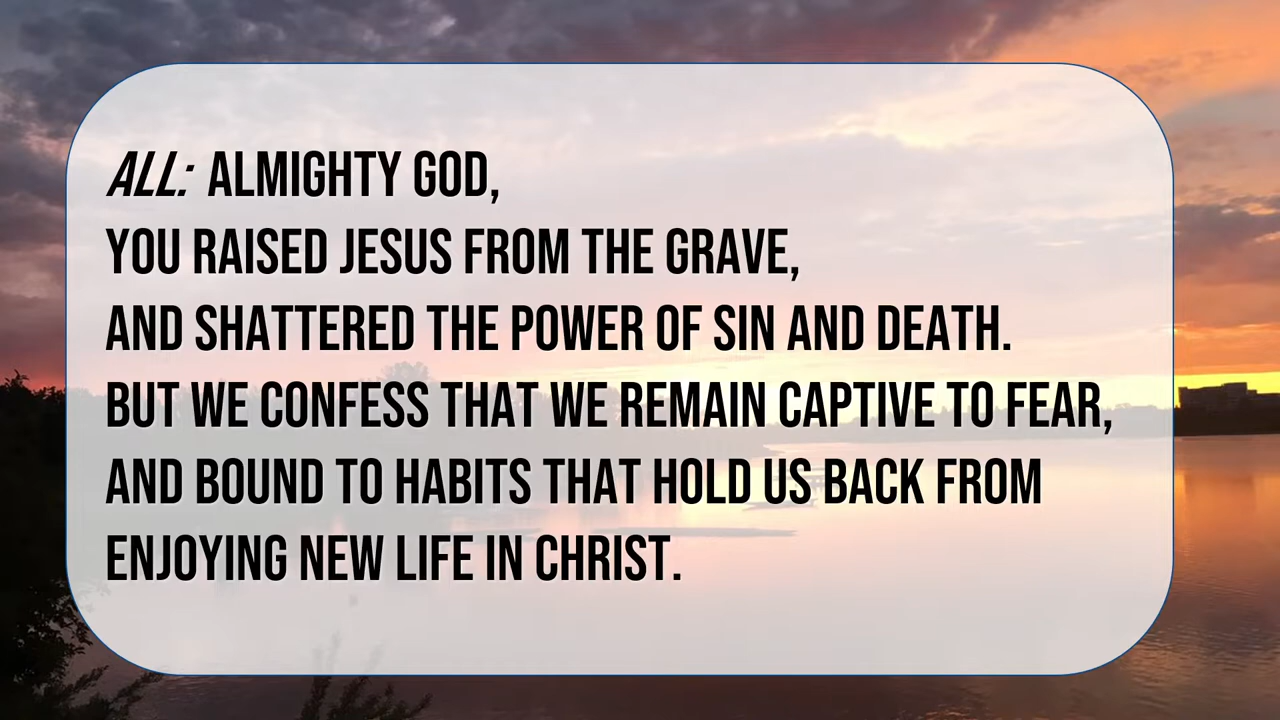 ALL: ALMIGHTY GOD,
YOU RAISED JESUS FROM THE GRAVE,
AND SHATTERED THE POWER OF SIN AND DEATH.
BUT WE CONFESS THAT WE REMAIN CAPTIVE TO FEAR,
AND BOUND TO HABITS THAT HOLD US BACK FROM
ENJOYING NEW LIFE IN CHRIST.